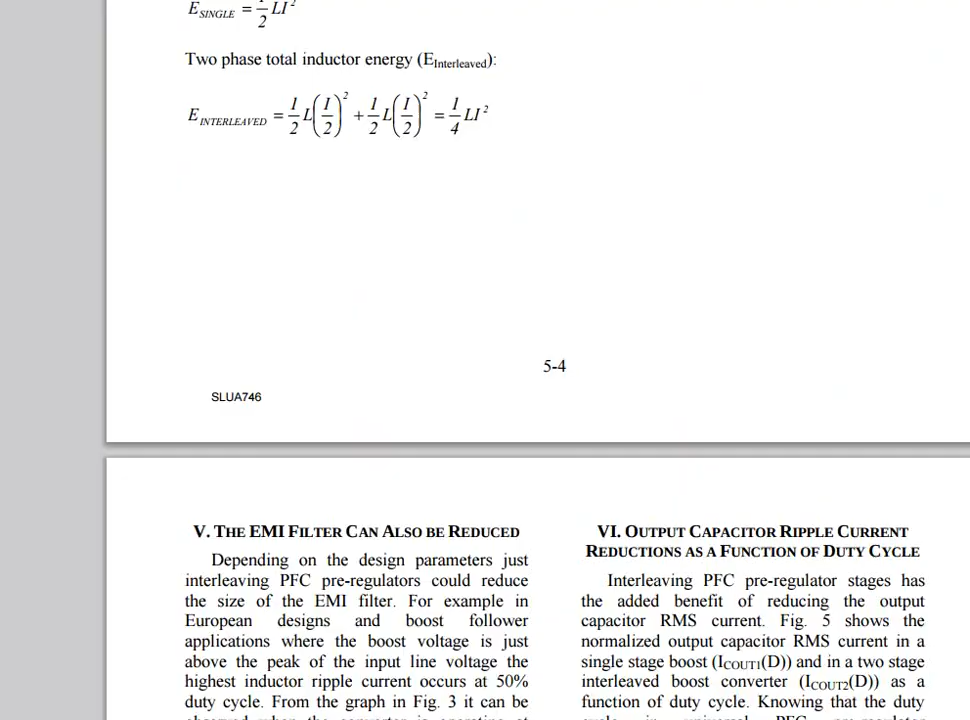 E SINGLE = 1/2 LI²
Two phase total inductor energy (EInterleaved):
E INTERLEAVED = 1/2 L(I/2)² + 1/2 L(I/2)² = 1/4 LI²
5-4
SLUA746
V. THE EMI FILTER CAN ALSO BE REDUCED
Depending on the design parameters just
interleaving PFC pre-regulators could reduce
the size of the EMI filter. For example in
European designs and boost follower
applications where the boost voltage is just
above the peak of the input line voltage the
highest inductor ripple current occurs at 50%
duty cycle. From the graph in Fig. 3 it can be
VI. OUTPUT CAPACITOR RIPPLE CURRENT
REDUCTIONS AS A FUNCTION OF DUTY CYCLE
Interleaving PFC pre-regulator stages has
the added benefit of reducing the output
capacitor RMS current. Fig. 5 shows the
normalized output capacitor RMS current in a
single stage boost (ICOUT1(D)) and in a two stage
interleaved boost converter (ICOUT2(D)) as a
function of duty cycle. Knowing that the duty